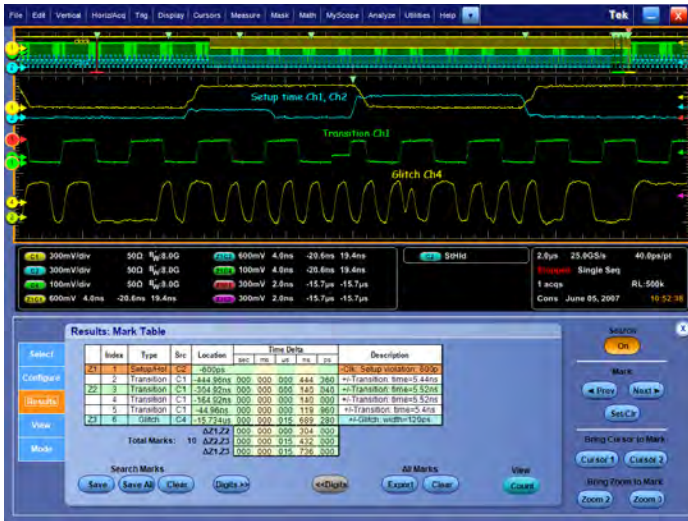 File Edit Vertical Horiz/Acq Trig Display Cursors Measure Mask Math MyScope Analyze Utilities Help Tek X
Setup time Ch1, Ch2
Transition Ch1
Glitch Ch4
300mV/div 50Ω :8.0G Z1C2 600mV 4.0ns -20.6ns 19.4ns C2 StHld 2.0µs 25.0GS/s 40.0ps/pt
300mV/div 50Ω :8.0G 100mV 4.0ns -20.6ns 19.4ns Stopped Single Seq
100mV/div 50Ω :8.0G 300mV 2.0ns -15.7µs -15.7µs 1 acqs RL:500k
Z1C1 600mV 4.0ns -20.6ns 19.4ns 300mV 2.0ns -15.7µs -15.7µs Cons June 05, 2007 10:52:38
Results: Mark Table
Select
Configure
Results
View
Mode
Index Type Src Location Time Delta Description
sec ms us ns ps
Z1 1 Setup/Hol C2 -600ps -Clk: Setup violation: 600p
2 Transition C1 -444.96ns 000 000 000 444 360 +/-Transition: time=5.44ns
Z2 3 Transition C1 -304.92ns 000 000 000 140 040 +/-Transition: time=5.52ns
4 Transition C1 -164.92ns 000 000 000 140 000 +/-Transition: time=5.52ns
5 Transition C1 -44.96ns 000 000 000 119 960 +/-Transition: time=5.4ns
Z3 6 Glitch C4 -15.734us 000 000 015 689 280 +/-Glitch: width=120ps
ΔZ1,Z2 000 000 000 304 000
Total Marks: 10 ΔZ2,Z3 000 000 015 432 000
ΔZ1,Z3 000 000 015 736 000
Search Marks
Save Save All Clear Digits >> <<Digits
All Marks
Export Clear
View
Count
Search
On
Mark
Prev Next
Set/Clr
Bring Cursor to Mark
Cursor 1 Cursor 2
Bring Zoom to Mark
Zoom 2 Zoom 3